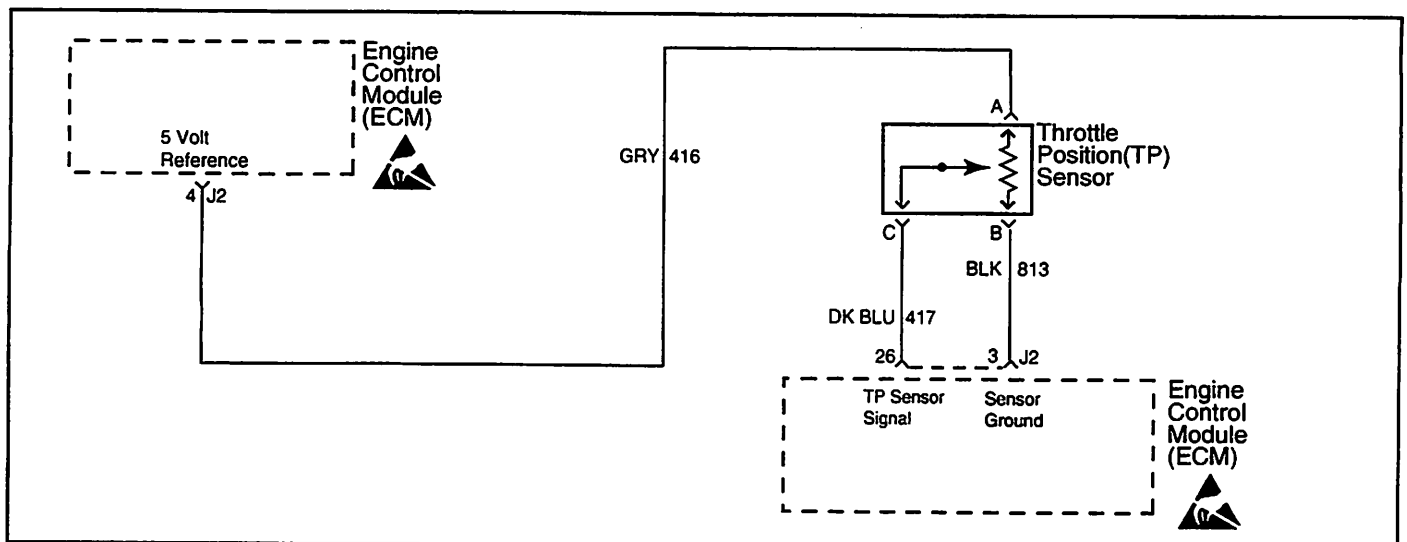 Engine
Control
Module
(ECM)
5 Volt
Reference
4 J2
GRY 416
A
Throttle
Position(TP)
Sensor
C B
BLK 813
DK BLU 417
26 3 J2
TP Sensor Sensor
Signal Ground
Engine
Control
Module
(ECM)